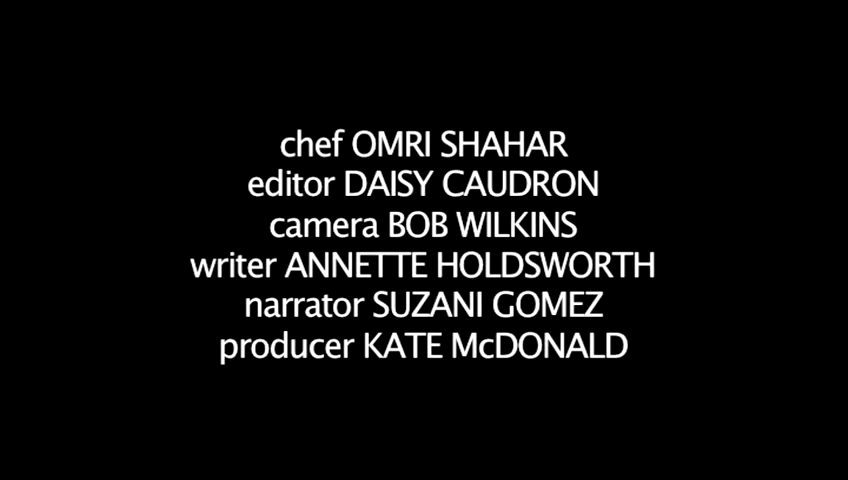 chef OMRI SHAHAR
editor DAISY CAUDRON
camera BOB WILKINS
writer ANNETTE HOLDSWORTH
narrator SUZANI GOMEZ
producer KATE McDONALD